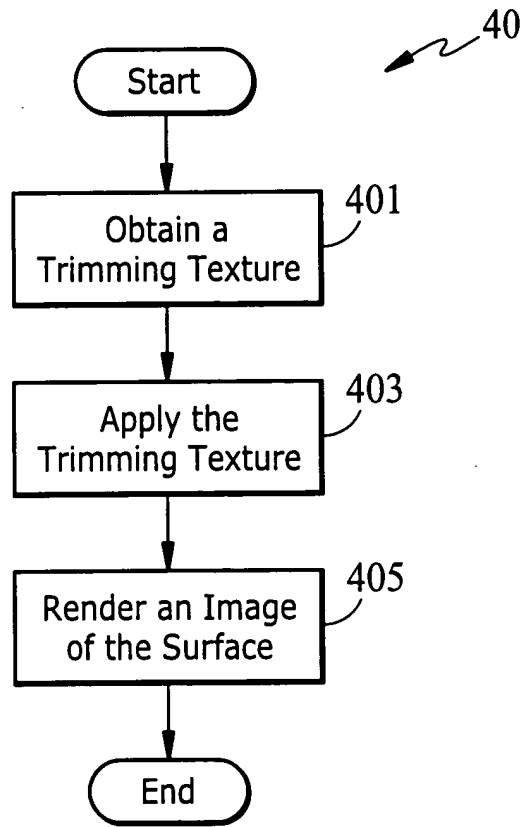 40
Start
401
Obtain a
Trimming Texture
403
Apply the
Trimming Texture
405
Render an Image
of the Surface
End